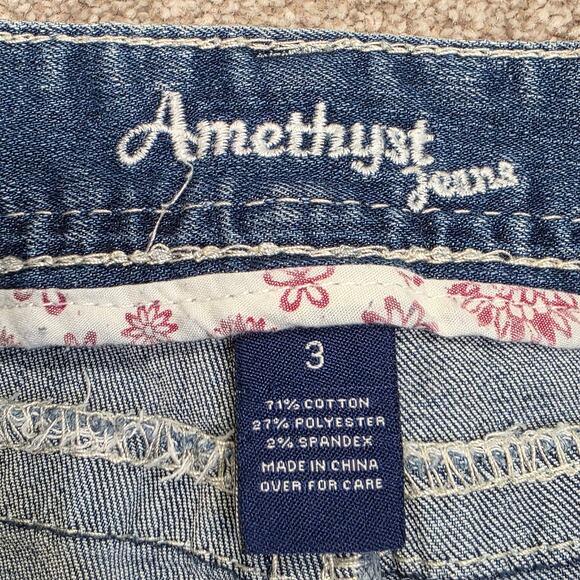 Amethyst
Jeans
3
71% COTTON
27% POLYESTER
2% SPANDEX
MADE IN CHINA
OVER FOR CARE